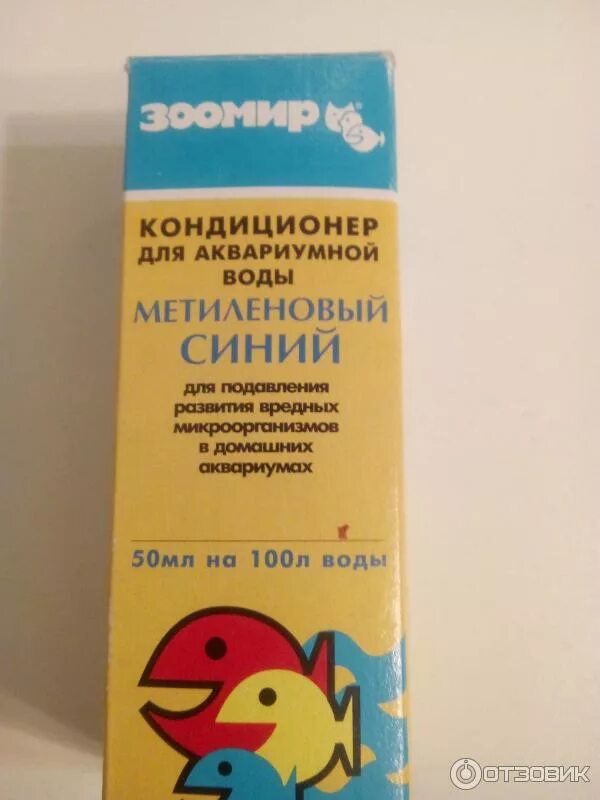 ЗООМИР
КОНДИЦИОНЕР
ДЛЯ АКВАРИУМНОЙ
ВОДЫ
МЕТИЛЕНОВЫЙ
СИНИЙ
для подавления
развития вредных
микроорганизмов
в домашних
аквариумах
50мл на 100л воды
ОТЗОВИК